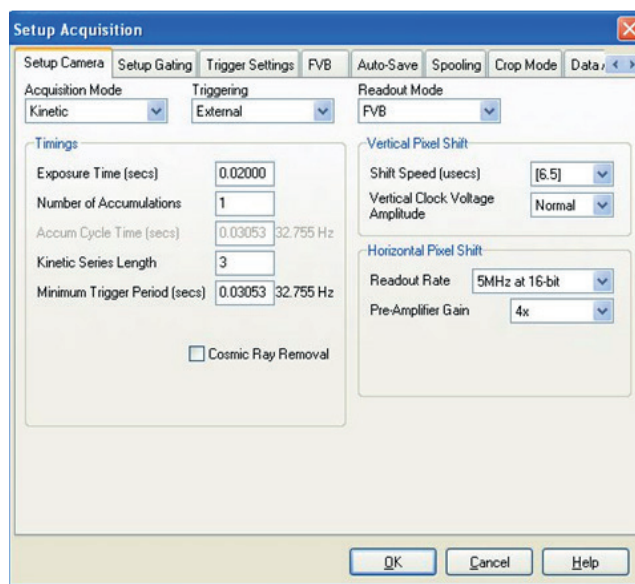 Setup Acquisition
Setup Camera Setup Gating Trigger Settings FVB Auto-Save Spooling Crop Mode Data
Acquisition Mode Triggering Readout Mode
Kinetic External FVB
Timings
Exposure Time (secs) 0.02000
Number of Accumulations 1
Accum Cycle Time (secs) 0.03053 32.755 Hz
Kinetic Series Length 3
Minimum Trigger Period (secs) 0.03053 32.755 Hz
Cosmic Ray Removal
Vertical Pixel Shift
Shift Speed (usecs) [6.5]
Vertical Clock Voltage Normal
Amplitude
Horizontal Pixel Shift
Readout Rate 5MHz at 16-bit
Pre-Amplifier Gain 4x
OK Cancel Help